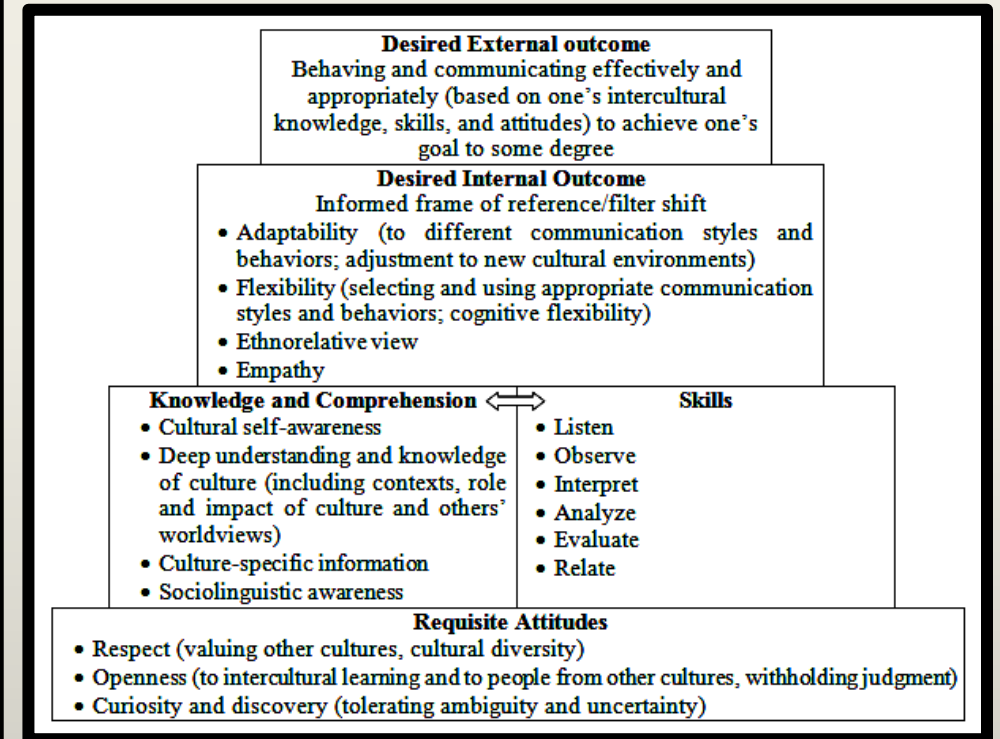 Desired External outcome
Behaving and communicating effectively and
appropriately (based on one's intercultural
knowledge, skills, and attitudes) to achieve one's
goal to some degree
Desired Internal Outcome
Informed frame of reference/filter shift
• Adaptability (to different communication styles and
behaviors; adjustment to new cultural environments)
• Flexibility (selecting and using appropriate communication
styles and behaviors; cognitive flexibility)
• Ethnorelative view
• Empathy
Knowledge and Comprehension
• Cultural self-awareness
• Deep understanding and knowledge
of culture (including contexts, role
and impact of culture and others'
worldviews)
• Culture-specific information
• Sociolinguistic awareness
Skills
• Listen
• Observe
• Interpret
• Analyze
• Evaluate
• Relate
Requisite Attitudes
• Respect (valuing other cultures, cultural diversity)
• Openness (to intercultural learning and to people from other cultures, withholding judgment)
• Curiosity and discovery (tolerating ambiguity and uncertainty)